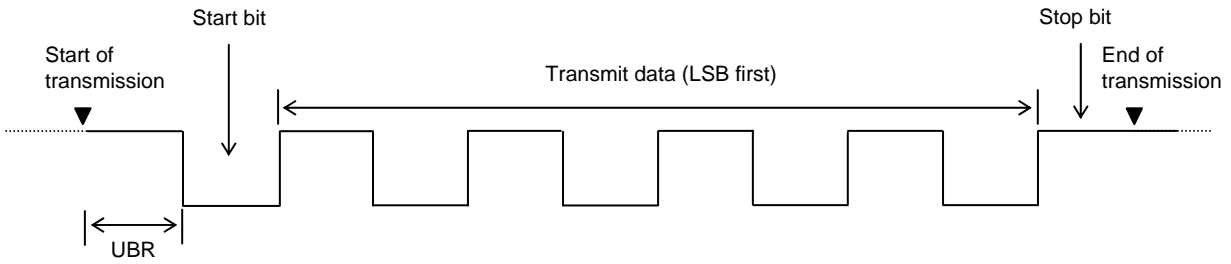 Start bit
Stop bit
Start of
transmission
Transmit data (LSB first)
End of
transmission
UBR